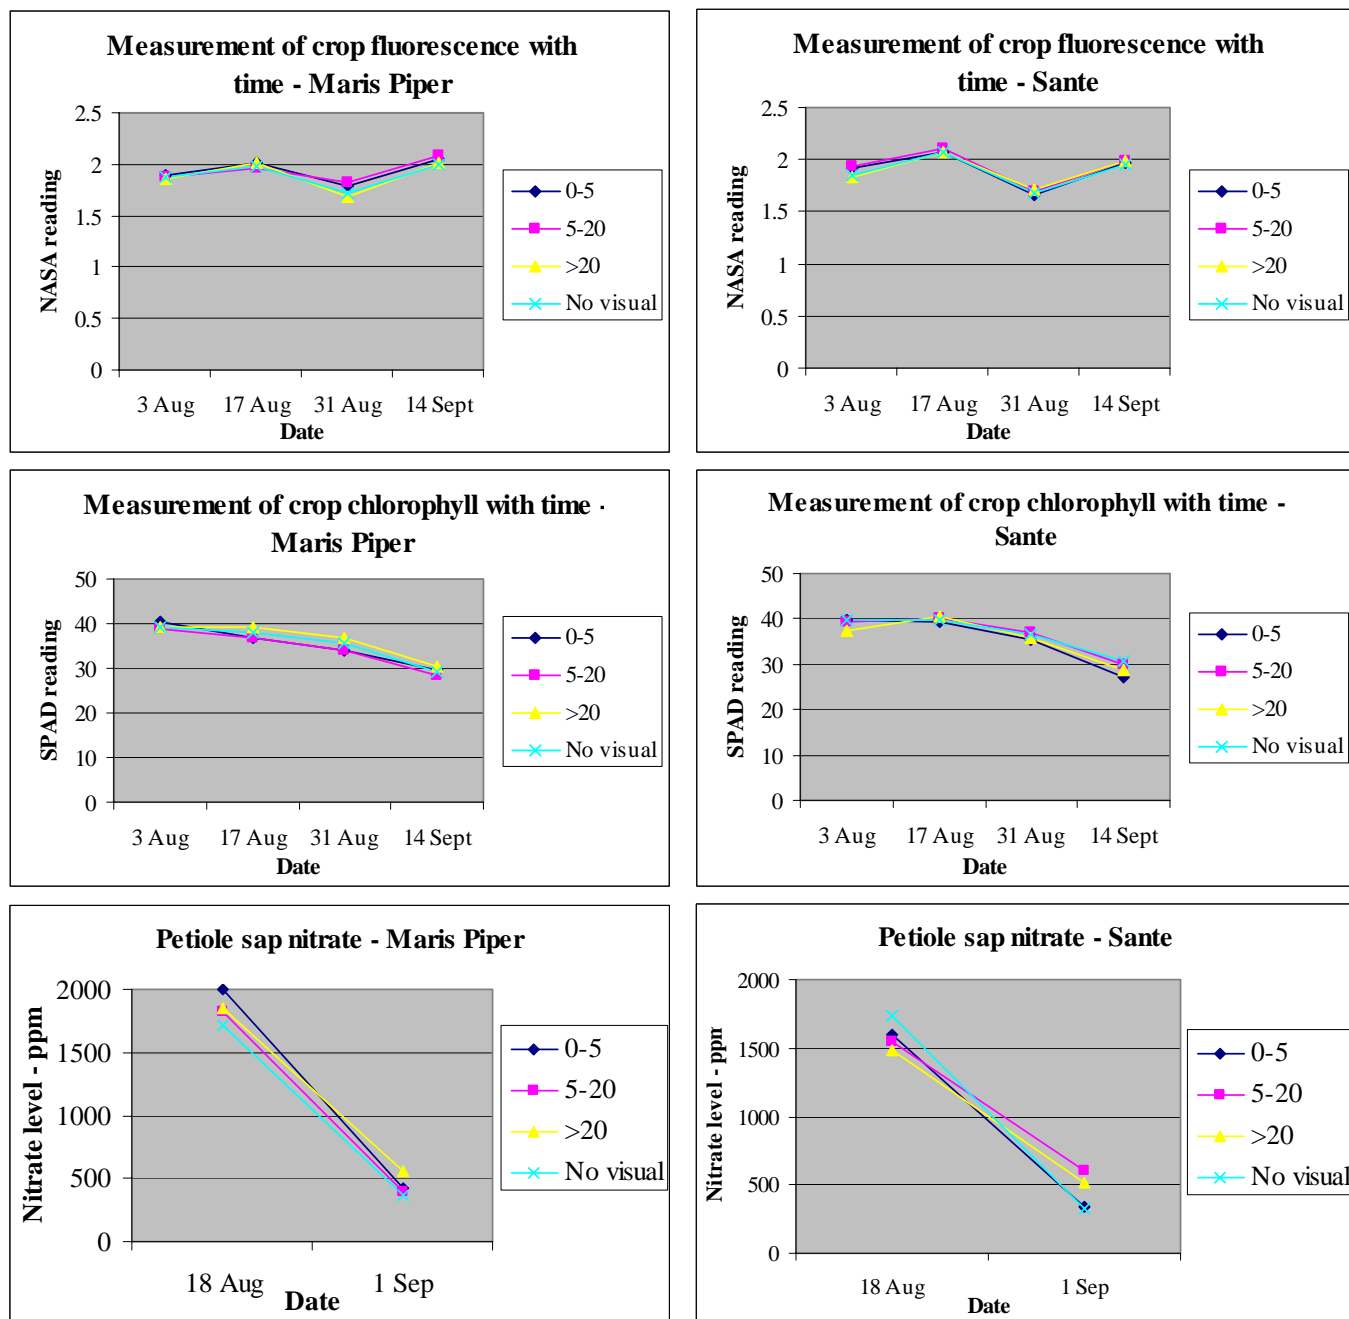 Measurement of crop fluorescence with
time - Maris Piper
2.5
2
1.5
1
0.5
0
NASA reading
3 Aug 17 Aug 31 Aug 14 Sept
Date
0-5
5-20
>20
No visual
Measurement of crop fluorescence with
time - Sante
2.5
2
1.5
1
0.5
0
NASA reading
3 Aug 17 Aug 31 Aug 14 Sept
Date
0-5
5-20
>20
No visual
Measurement of crop chlorophyll with time -
Maris Piper
50
40
30
20
10
0
SPAD reading
3 Aug 17 Aug 31 Aug 14 Sept
Date
0-5
5-20
>20
No visual
Measurement of crop chlorophyll with time -
Sante
50
40
30
20
10
0
SPAD reading
3 Aug 17 Aug 31 Aug 14 Sept
Date
0-5
5-20
>20
No visual
Petiole sap nitrate - Maris Piper
2000
1500
1000
500
0
Nitrate level - ppm
18 Aug 1 Sep
Date
0-5
5-20
>20
No visual
Petiole sap nitrate - Sante
2000
1500
1000
500
0
Nitrate level - ppm
18 Aug 1 Sep
Date
0-5
5-20
>20
No visual